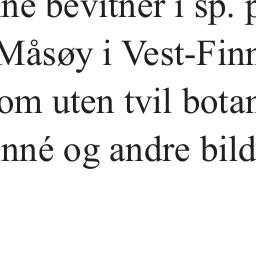 ne bevitner i sp. p
Måsøy i Vest-Finn
om uten tvil botan
nné og andre bild